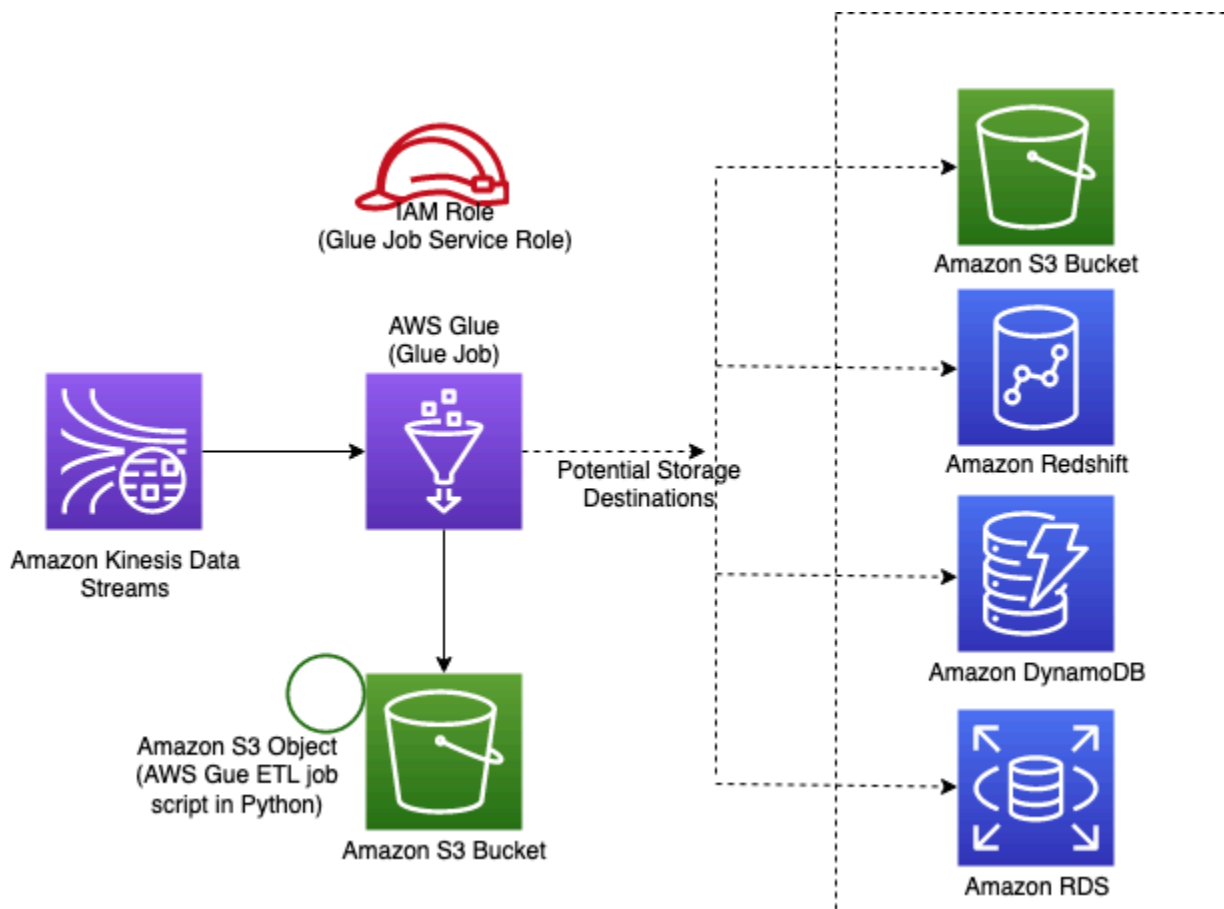 IAM Role
(Glue Job Service Role)
AWS Glue
(Glue Job)
Amazon Kinesis Data
Streams
Potential Storage
Destinations
Amazon S3 Object
(AWS Gue ETL job
script in Python)
Amazon S3 Bucket
Amazon S3 Bucket
Amazon Redshift
Amazon DynamoDB
Amazon RDS